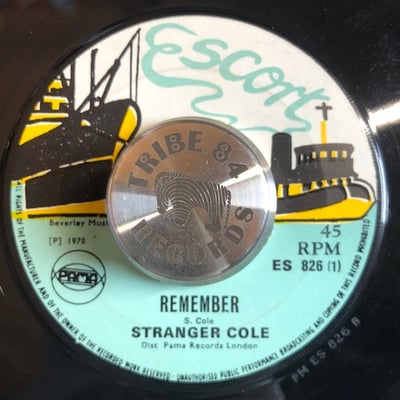 Escort
TRIBE 84
RECORDS
Beverley Music
[P] 1970
PAMA
45
RPM
ES 826 (1)
REMEMBER
S. Cole
STRANGER COLE
Dist Pama Records London
ALL RIGHTS OF THE MANUFACTURER AND OF THE OWNER OF THE RECORDED WORK RESERVED UNAUTHORISED PUBLIC PERFORMANCE BROADCASTING AND COPYING OF THIS RECORD PROHIBITED
PM ES 826 B